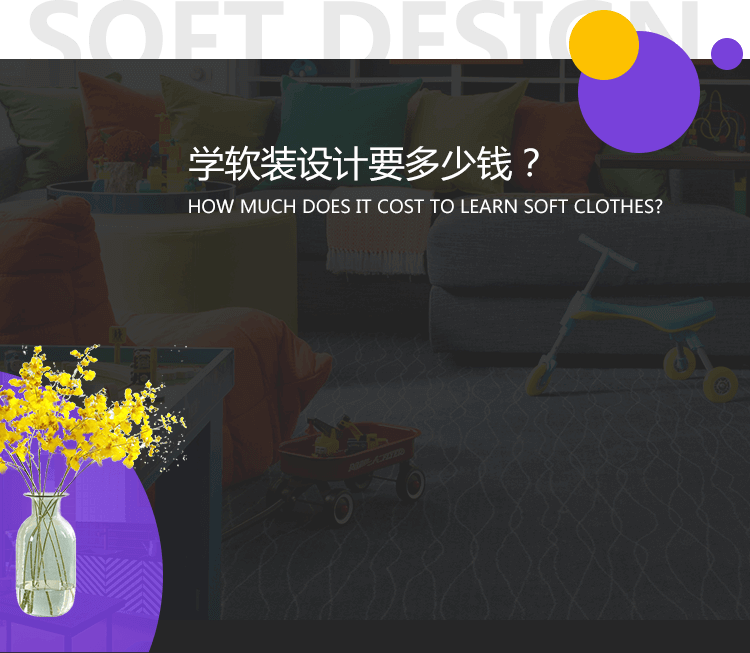 SOFT DESIGN
学软装设计要多少钱？
HOW MUCH DOES IT COST TO LEARN SOFT CLOTHES?